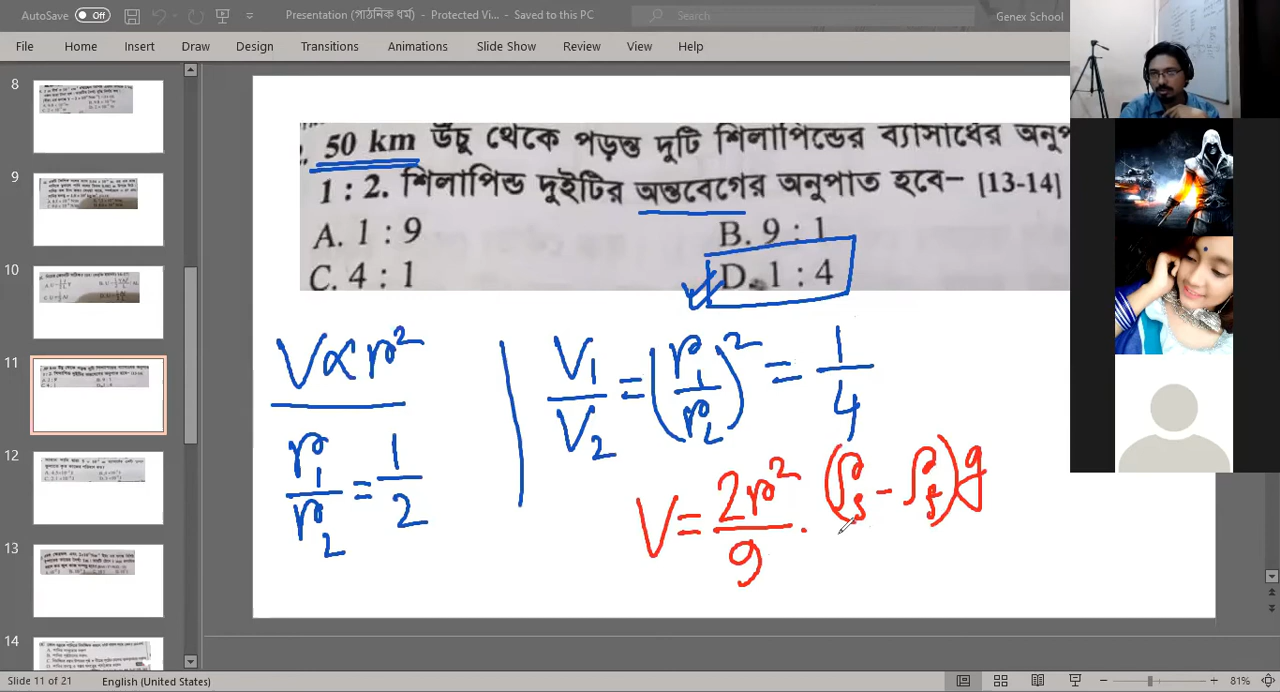 AutoSave Off Presentation (গাঠনিক ধর্ম) - Protected Vi... - Saved to this PC Search Genex School
File Home Insert Draw Design Transitions Animations Slide Show Review View Help
8
9
10
11
12
13
14
50 km উঁচু থেকে পড়ন্ত দুটি শিলাপিন্ডের ব্যাসার্ধের অনুপ
1 : 2. শিলাপিন্ড দুইটির অন্তবেগের অনুপাত হবে– [13-14]
A. 1 : 9 B. 9 : 1
C. 4 : 1 D. 1 : 4
V∝r²
r₁/r₂ = 1/2
V₁/V₂ = (r₁/r₂)² = 1/4
V = 2r²/9 . (ρₛ - ρ_f)g
Slide 11 of 21 English (United States) 81%